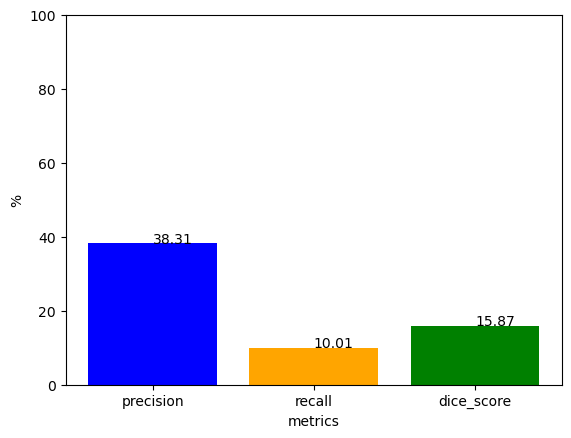 100
80
60
40
20
0
%
38.31
10.01
15.87
precision
recall
dice_score
metrics